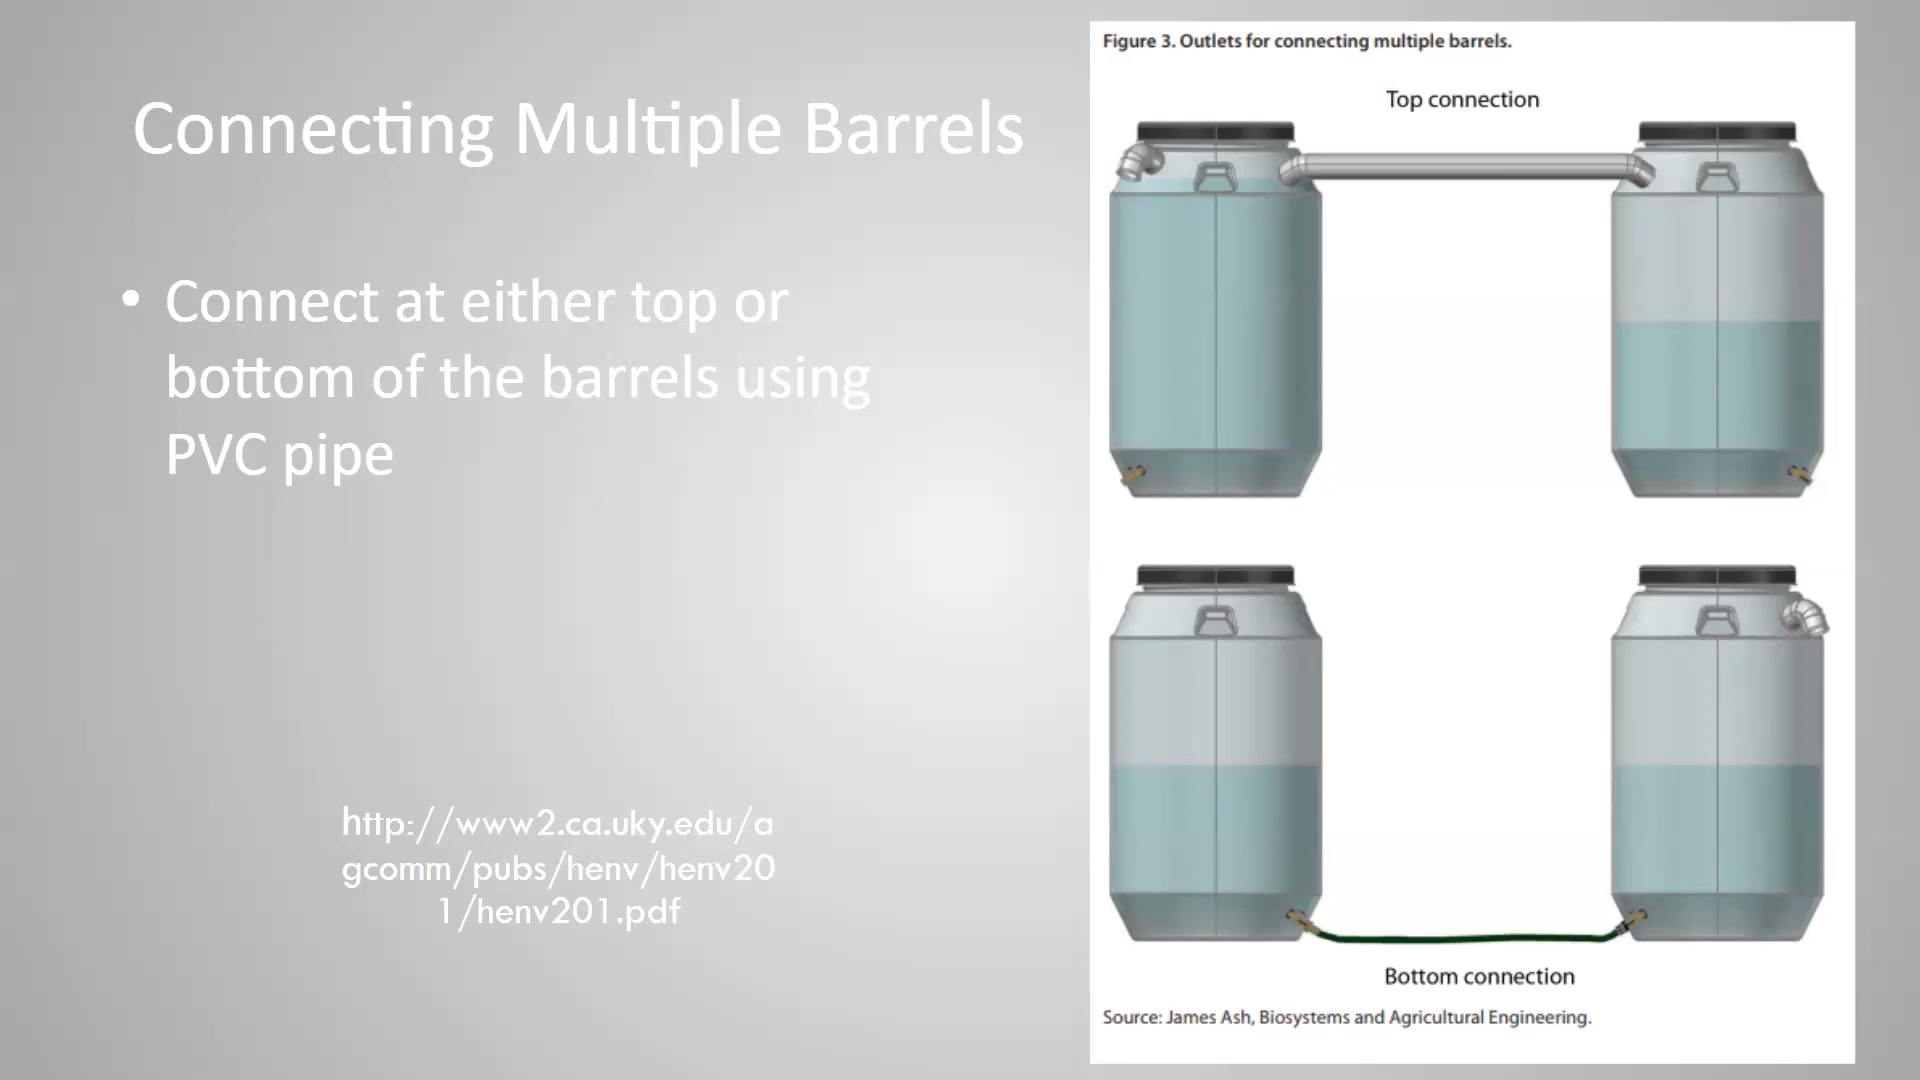 Connecting Multiple Barrels
• Connect at either top or
bottom of the barrels using
PVC pipe
http://www2.ca.uky.edu/a
gcomm/pubs/henv/henv20
1/henv201.pdf
Figure 3. Outlets for connecting multiple barrels.
Top connection
Bottom connection
Source: James Ash, Biosystems and Agricultural Engineering.